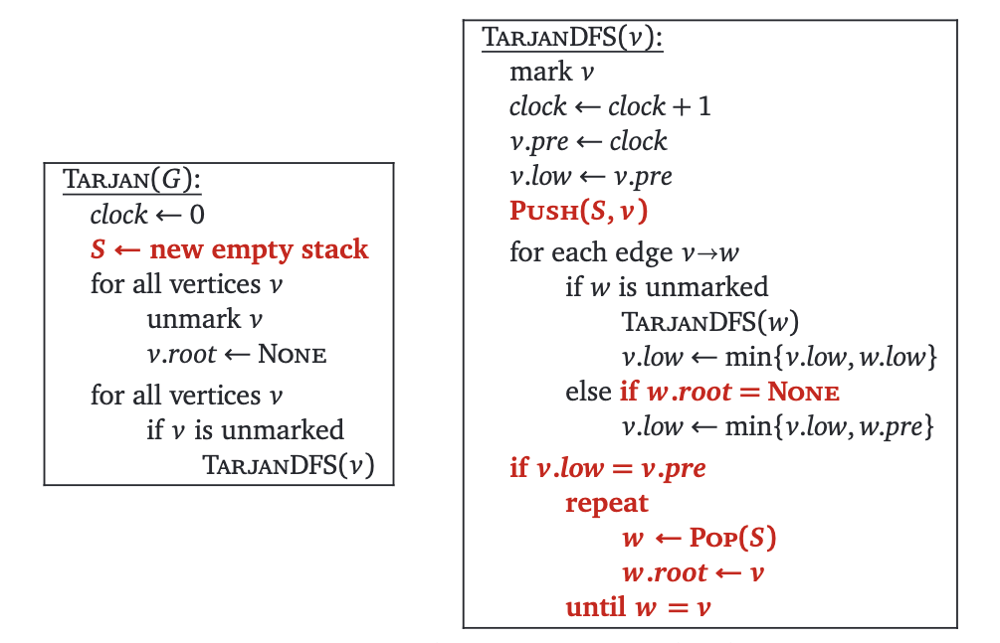 TARJAN(G):
clock ← 0
S ← new empty stack
for all vertices v
unmark v
v.root ← NONE
for all vertices v
if v is unmarked
TARJANDFS(v)
TARJANDFS(v):
mark v
clock ← clock + 1
v.pre ← clock
v.low ← v.pre
PUSH(S, v)
for each edge v→w
if w is unmarked
TARJANDFS(w)
v.low ← min{v.low, w.low}
else if w.root = NONE
v.low ← min{v.low, w.pre}
if v.low = v.pre
repeat
w ← POP(S)
w.root ← v
until w = v